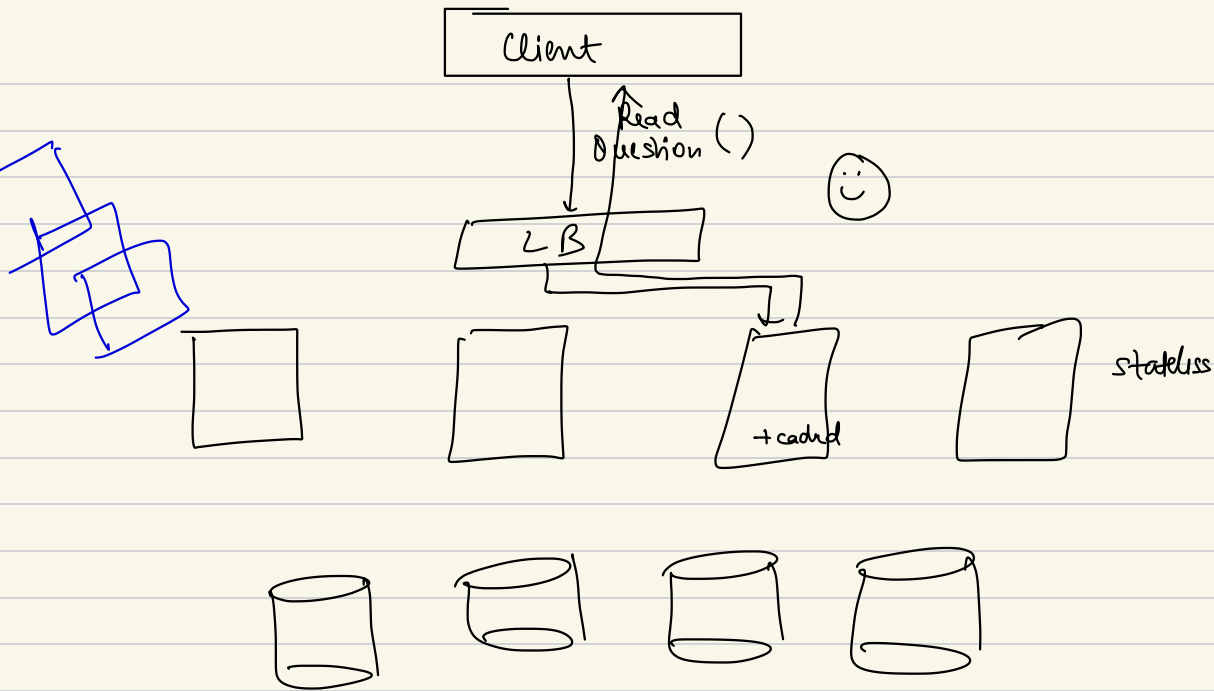 Client
Read
Question ()
LB
stateless
+cached